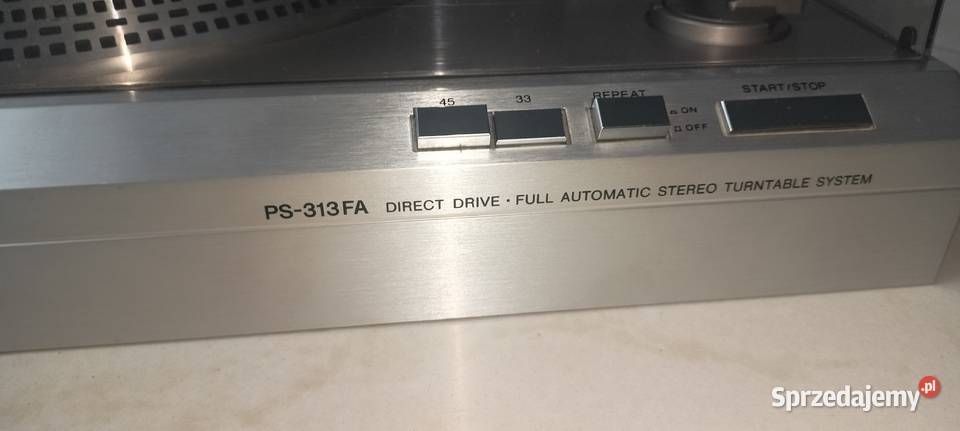 45 33 REPEAT START/STOP
ON
OFF
PS-313FA DIRECT DRIVE · FULL AUTOMATIC STEREO TURNTABLE SYSTEM
Sprzedajemy .pl